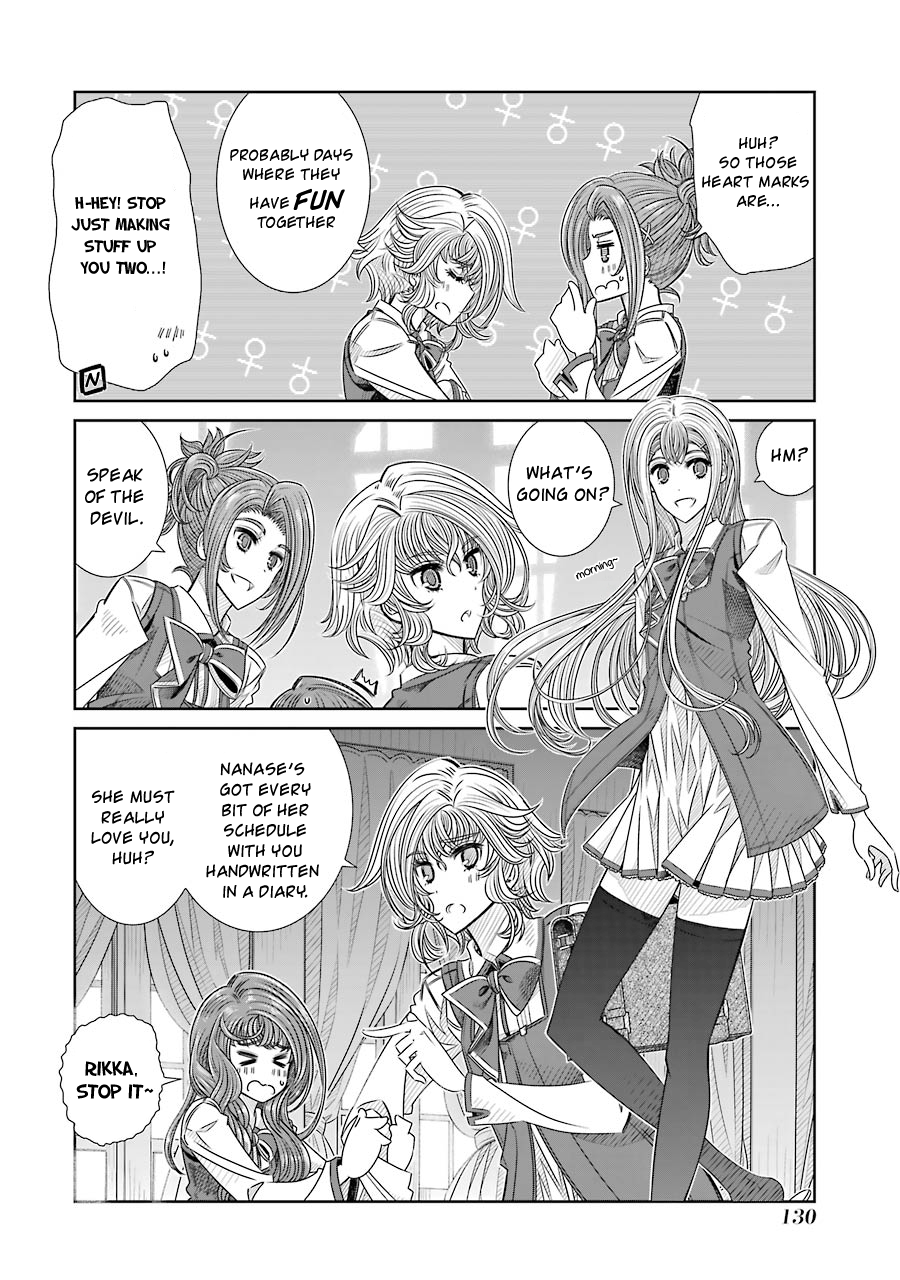 HUH?
SO THOSE
HEART MARKS
ARE...
PROBABLY DAYS
WHERE THEY
HAVE FUN
TOGETHER
H-HEY! STOP
JUST MAKING
STUFF UP
YOU TWO...!
N
HM?
morning~
WHAT'S
GOING ON?
SPEAK
OF THE
DEVIL.
NANASE'S
GOT EVERY
BIT OF HER
SCHEDULE
WITH YOU
HANDWRITTEN
IN A DIARY.
SHE MUST
REALLY
LOVE YOU,
HUH?
RIKKA,
STOP IT~
130